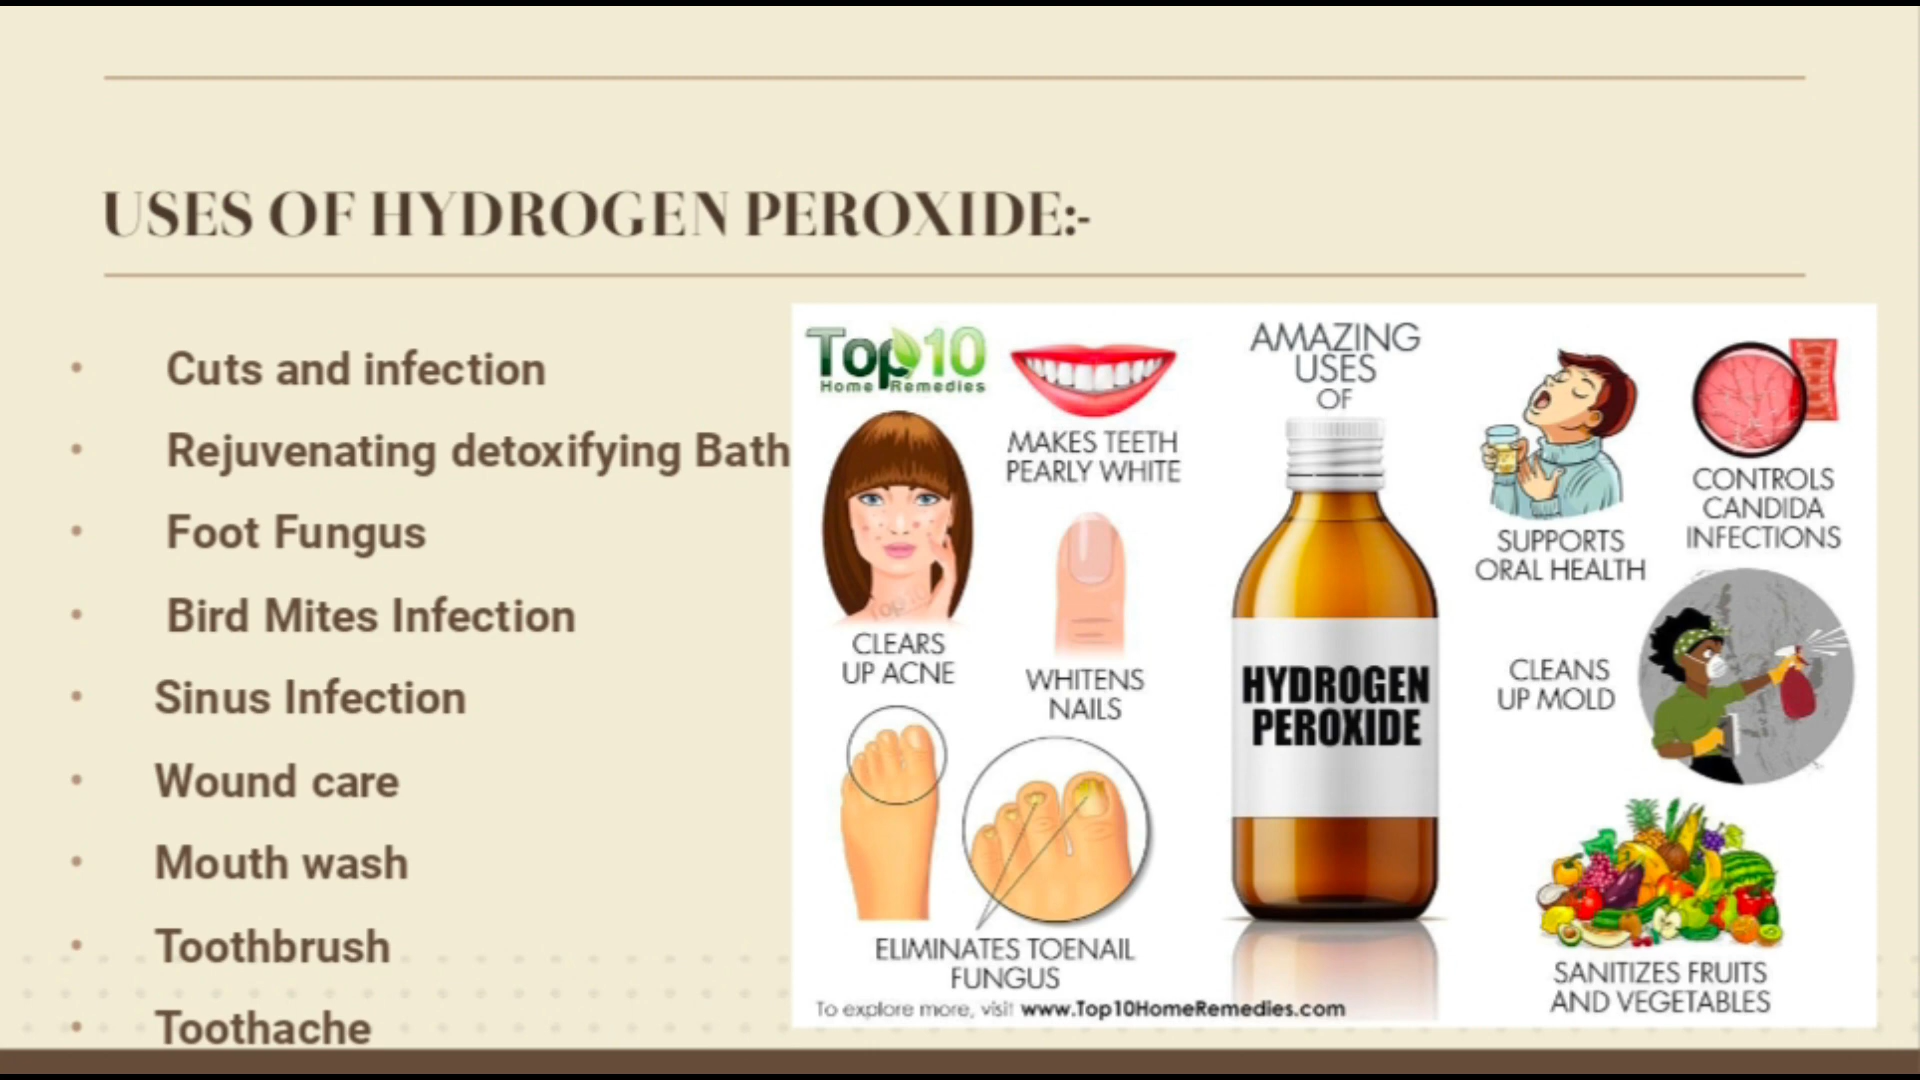 USES OF HYDROGEN PEROXIDE:-
• Cuts and infection
• Rejuvenating detoxifying Bath
• Foot Fungus
• Bird Mites Infection
• Sinus Infection
• Wound care
• Mouth wash
• Toothbrush
• Toothache
Top10
Home Remedies
MAKES TEETH
PEARLY WHITE
AMAZING
USES
OF
HYDROGEN
PEROXIDE
CLEARS
UP ACNE
WHITENS
NAILS
ELIMINATES TOENAIL
FUNGUS
SUPPORTS
ORAL HEALTH
CONTROLS
CANDIDA
INFECTIONS
CLEANS
UP MOLD
SANITIZES FRUITS
AND VEGETABLES
To explore more, visit www.Top10HomeRemedies.com